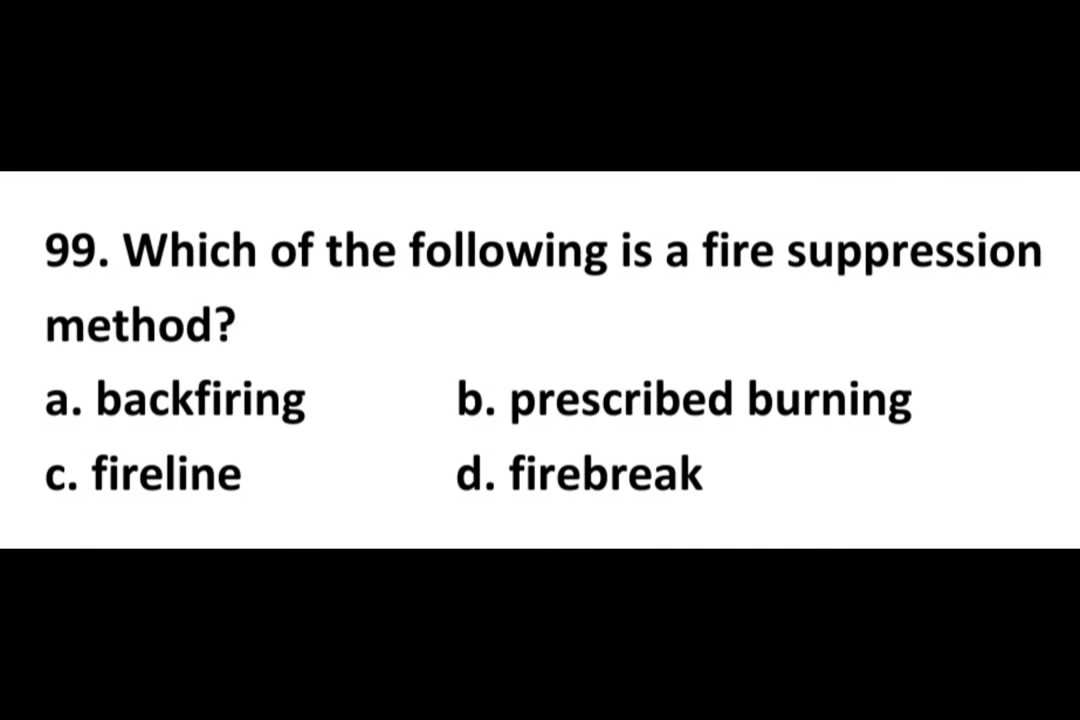 99. Which of the following is a fire suppression
method?
a. backfiring b. prescribed burning
c. fireline d. firebreak